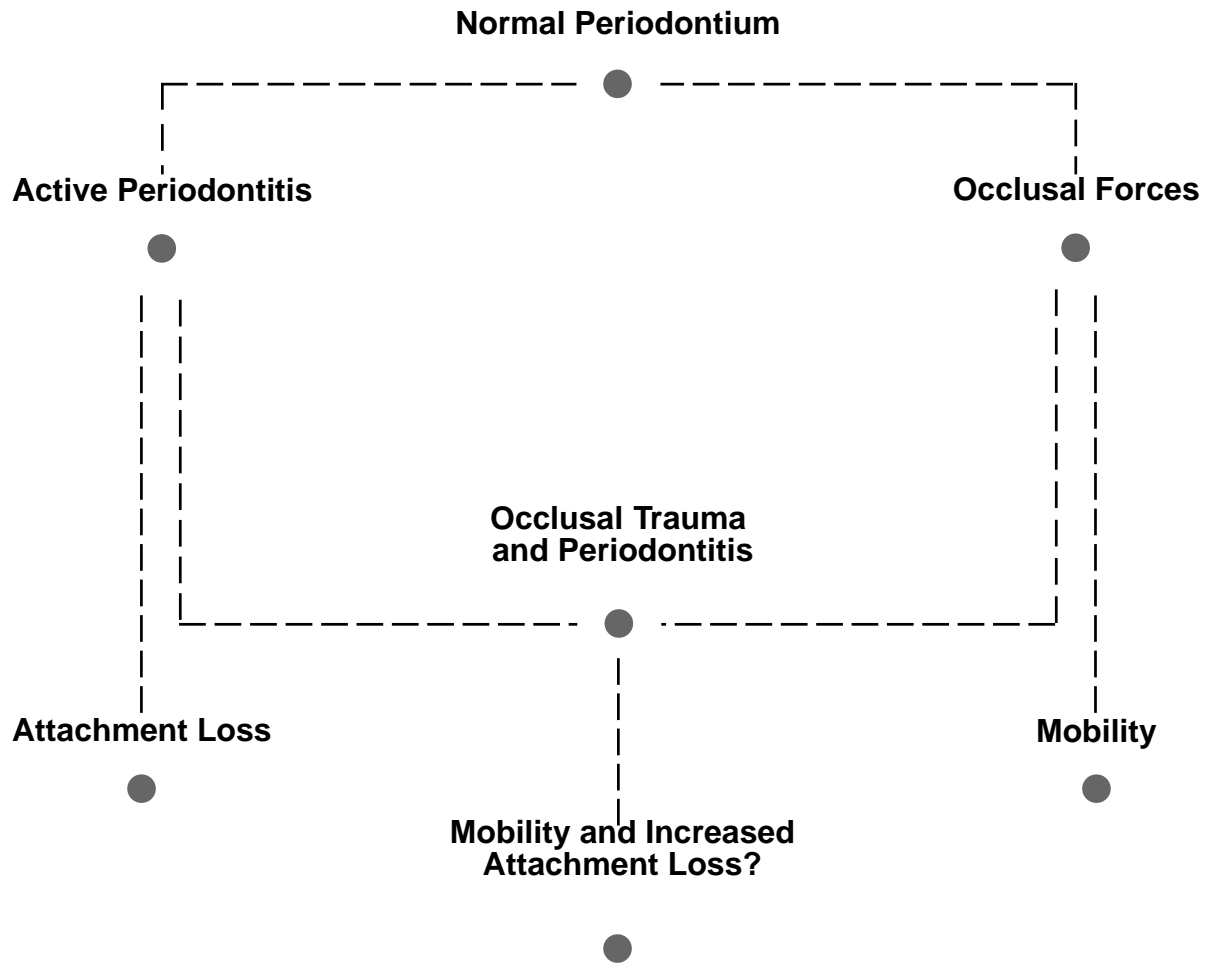 Normal Periodontium
Active Periodontitis
Occlusal Forces
Occlusal Trauma
and Periodontitis
Attachment Loss
Mobility
Mobility and Increased
Attachment Loss?